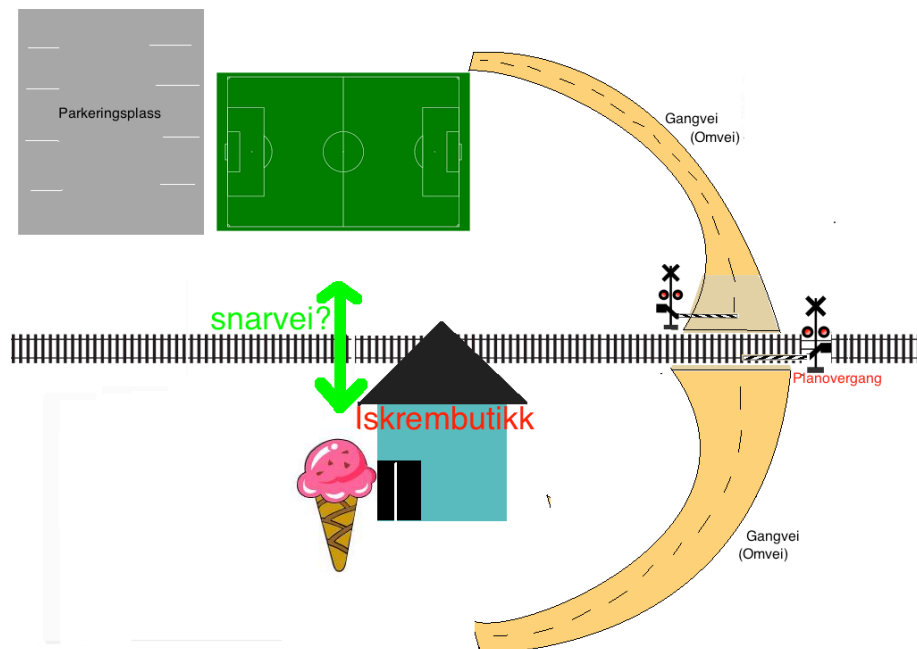 Parkeringsplass
Gangvei
(Omvei)
snarvei?
Planovergang
Iskrembutikk
Gangvei
(Omvei)